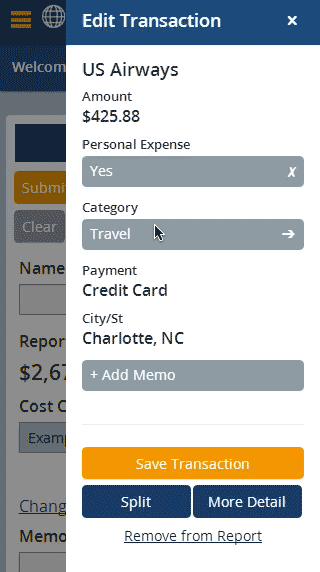 Edit Transaction ×
Welcom
US Airways
Amount
$425.88
Personal Expense
Yes ✗
Category
Travel →
Payment
Credit Card
City/St
Charlotte, NC
+ Add Memo
Save Transaction
Split More Detail
Remove from Report
Submi
Clear
Name
Repor
$2,67
Cost C
Examp
Chang
Memo